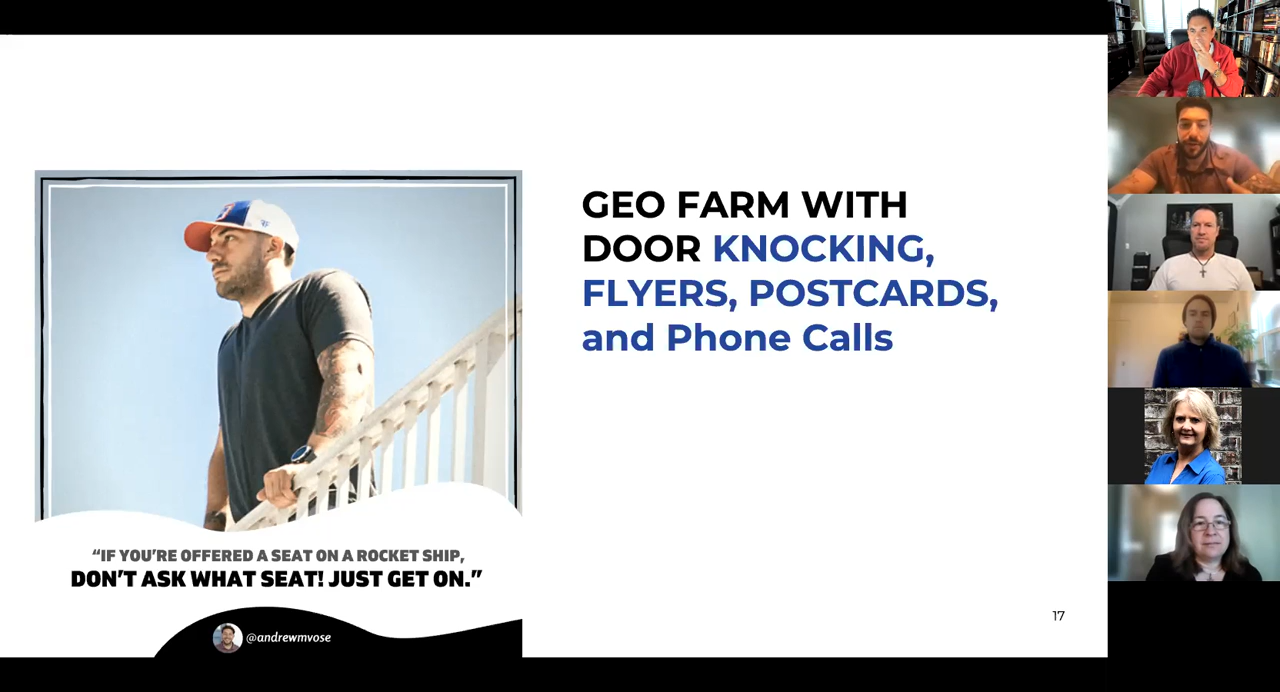 GEO FARM WITH
DOOR KNOCKING,
FLYERS, POSTCARDS,
and Phone Calls
“IF YOU’RE OFFERED A SEAT ON A ROCKET SHIP,
DON’T ASK WHAT SEAT! JUST GET ON.”
@andrewmvose
17